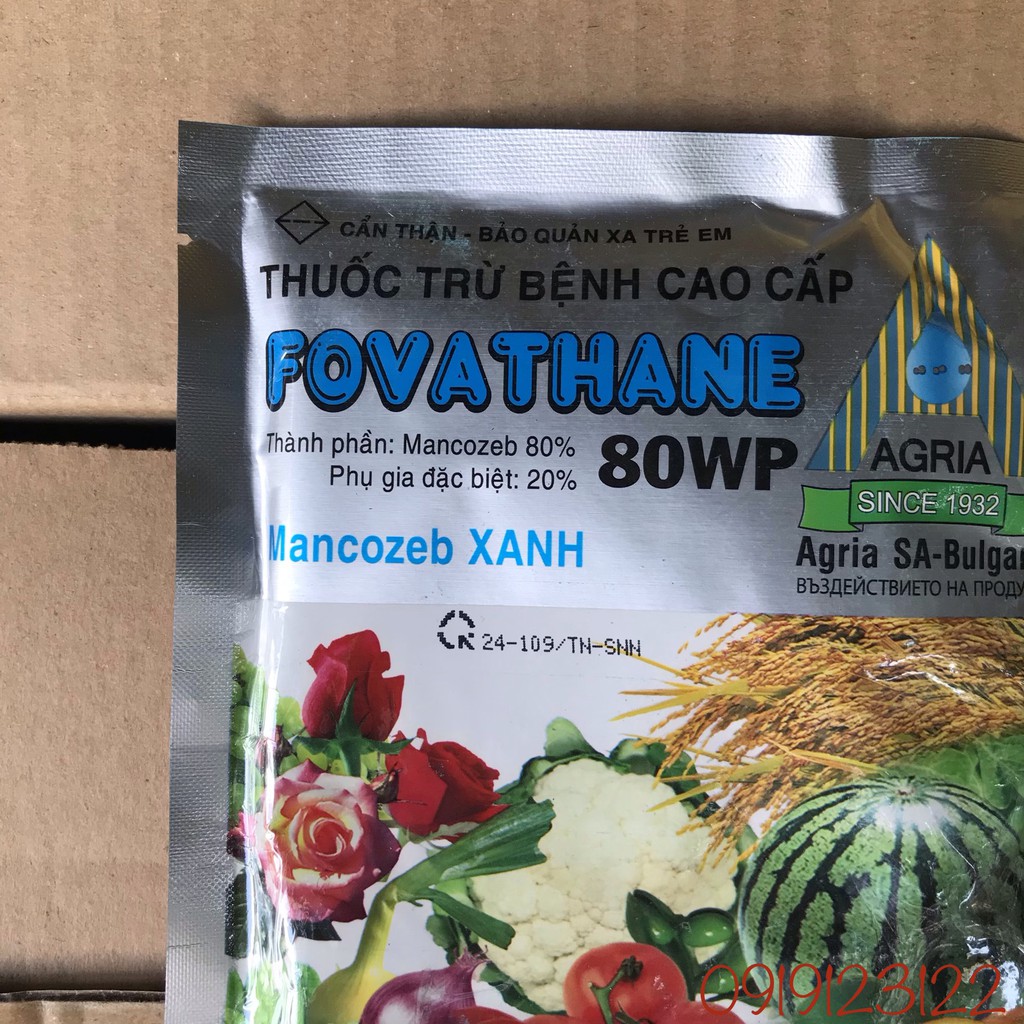 CẨN THẬN - BẢO QUẢN XA TRẺ EM
THUỐC TRỪ BỆNH CAO CẤP
FOVATHANE
Thành phần: Mancozeb 80%
Phụ gia đặc biệt: 20%
80WP
Mancozeb XANH
AGRIA
SINCE 1932
Agria SA-Bulgar
ВЪЗДЕЙСТВИЕТО НА ПРОДУ
CR 24-109/TN-SNN
0919123122